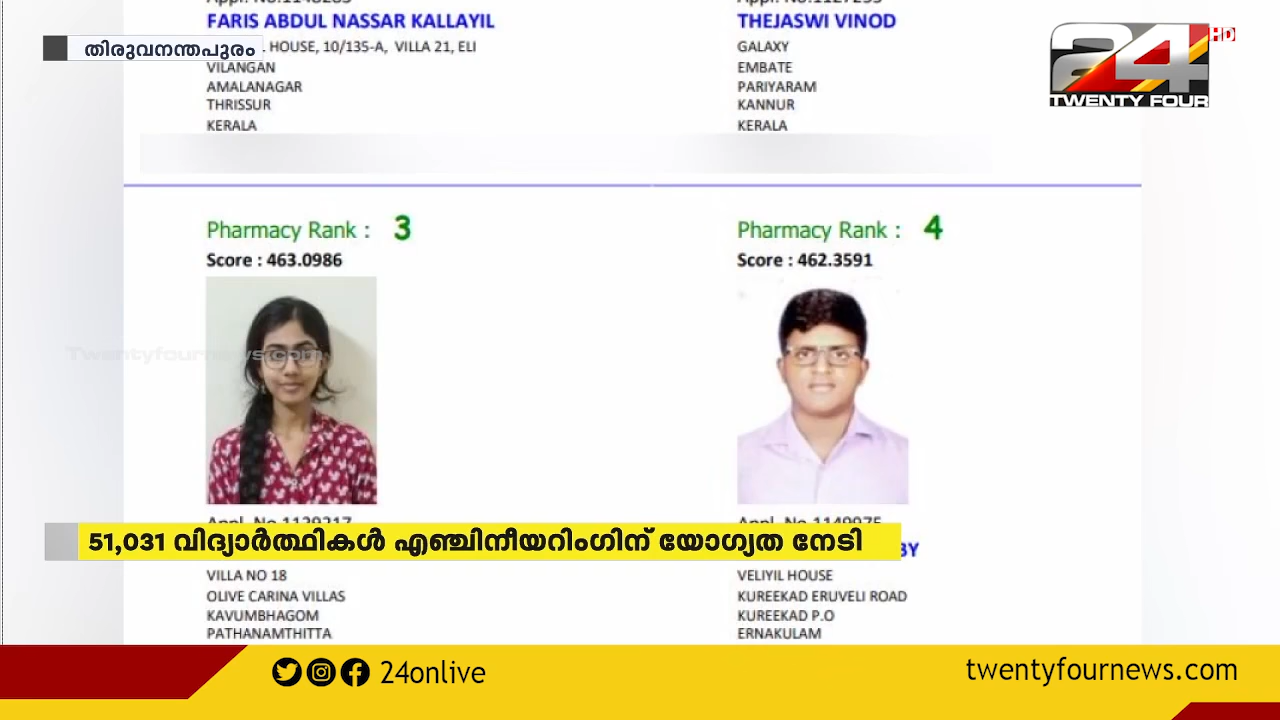 FARIS ABDUL NASSAR KALLAYIL
HOUSE, 10/135-A, VILLA 21, ELI
VILANGAN
AMALANAGAR
THRISSUR
KERALA
THEJASWI VINOD
GALAXY
EMBATE
PARIYARAM
KANNUR
KERALA
തിരുവനന്തപുരം
24
HD
TWENTY FOUR
Pharmacy Rank : 3
Score : 463.0986
Twentyfournews.com
Pharmacy Rank : 4
Score : 462.3591
51,031 വിദ്യാർത്ഥികൾ എഞ്ചിനീയറിംഗിന് യോഗ്യത നേടി
VILLA NO 18
OLIVE CARINA VILLAS
KAVUMBHAGOM
PATHANAMTHITTA
VELIYIL HOUSE
KUREEKAD ERUVELI ROAD
KUREEKAD P.O
ERNAKULAM
24onlive
twentyfournews.com